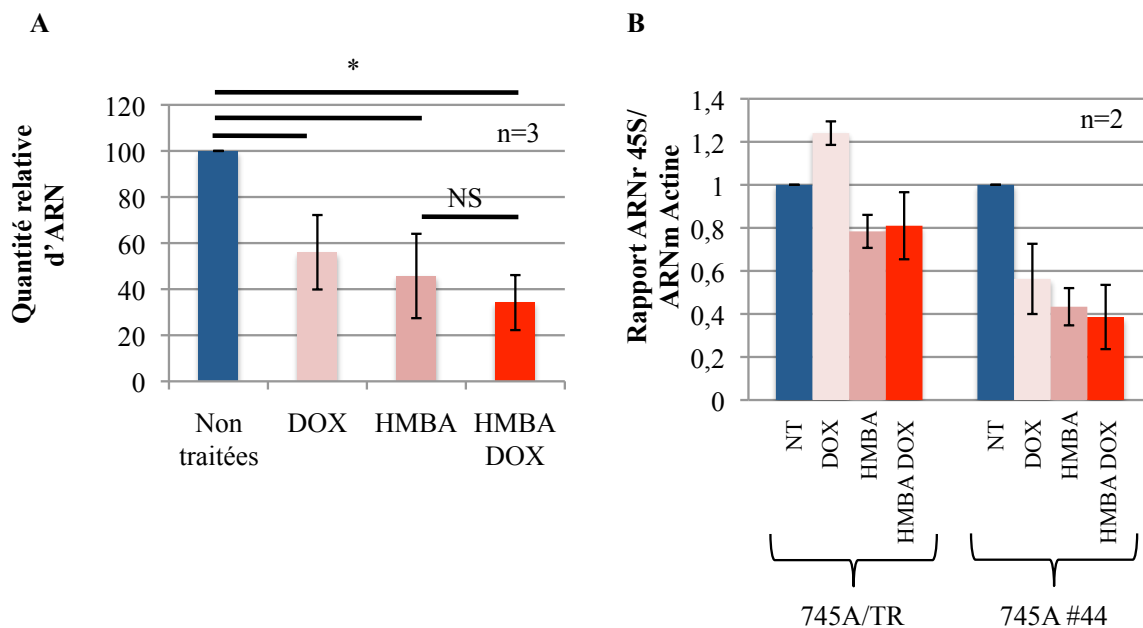 A
*
n=3
NS
Quantité relative
d’ARN
120
100
80
60
40
20
0
Non
traitées
DOX
HMBA
HMBA
DOX
B
n=2
Rapport ARNr 45S/
ARNm Actine
1,4
1,2
1
0,8
0,6
0,4
0,2
0
NT
DOX
HMBA
HMBA DOX
NT
DOX
HMBA
HMBA DOX
745A/TR
745A #44